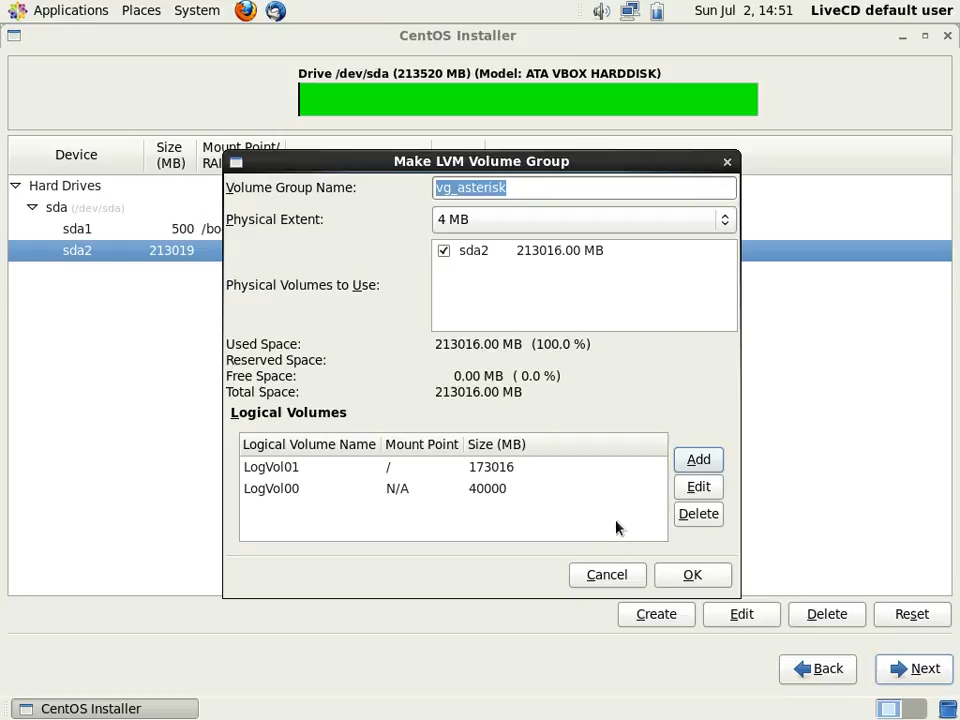 Applications Places System Sun Jul 2, 14:51 LiveCD default user
CentOS Installer
Drive /dev/sda (213520 MB) (Model: ATA VBOX HARDDISK)
Device
Size
(MB)
Mount Point/
RAI
Hard Drives
sda (/dev/sda)
sda1 500 /bo
sda2 213019
Make LVM Volume Group
Volume Group Name: vg_asterisk
Physical Extent: 4 MB
Physical Volumes to Use:
sda2 213016.00 MB
Used Space: 213016.00 MB (100.0 %)
Reserved Space:
Free Space: 0.00 MB ( 0.0 %)
Total Space: 213016.00 MB
Logical Volumes
Logical Volume Name Mount Point Size (MB)
LogVol01 / 173016
LogVol00 N/A 40000
Add
Edit
Delete
Cancel OK
Create Edit Delete Reset
Back Next
CentOS Installer